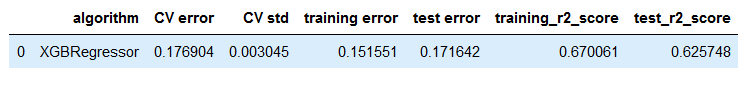 algorithm CV error CV std training error test error training_r2_score test_r2_score
0 XGBRegressor 0.176904 0.003045 0.151551 0.171642 0.670061 0.625748